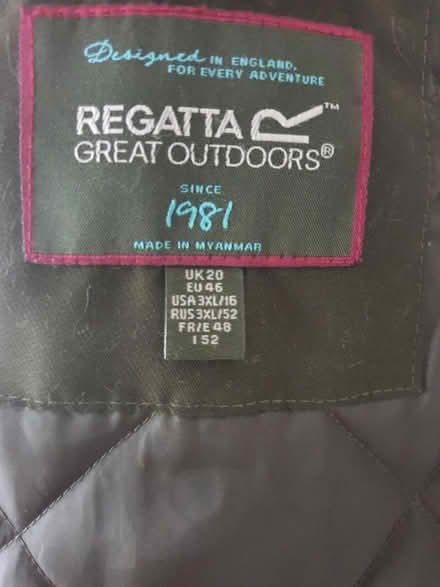 Designed IN ENGLAND,
FOR EVERY ADVENTURE
REGATTA R™
GREAT OUTDOORS®
SINCE
1981
MADE IN MYANMAR
UK 20
EU 46
USA 3XL/16
RUS 3XL/52
FR/E 48
I 52